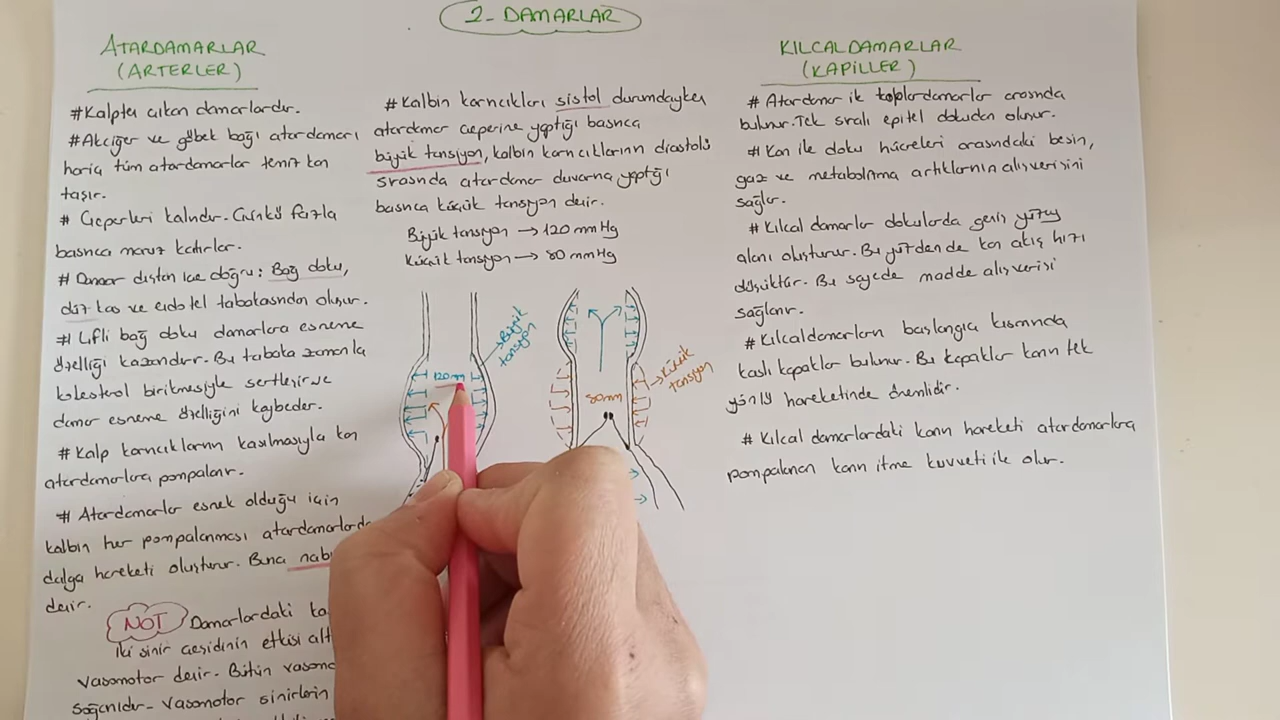 2- DAMARLAR
ATARDAMARLAR
(ARTERLER)
#Kalpten çıkan damarlardır.
#Akciğer ve göbek bağı atardamarı
hariç tüm atardamarlar temiz kan
taşır.
# Çeperleri kalındır. Çünkü fazla
basınca maruz kalırlar.
# Damar dıştan içe doğru: Bağ doku,
düz kas ve endotel tabakasından oluşur.
# Lifli bağ doku damarlara esneme
özelliği kazandırır. Bu tabaka zamanla
kolesterol birikmesiyle sertleşir ve
damar esneme özelliğini kaybeder.
# Kalp karıncıklarının kasılmasıyla kan
atardamarlara pompalanır.
# Atardamarlar esnek olduğu için
kalbin her pompalanması atardamarlarda
dalga hareketi oluşturur. Buna
denir.
NOT Damarlardaki
İki sinir çeşidinin etkisi
Vasomotor denir. Bütün
sağlanıdır- Vasomotor sinirlerin
# Kalbin karıncıkları sistol durumdayken
atardamar çeperine yaptığı basınca
büyük tansiyon, kalbin karıncıklarının diastolü
sırasında atardamar duvarına yaptığı
basınca küçük tansiyon denir.
Büyük tansiyon → 120 mmHg
Küçük tansiyon → 80 mmHg
Büyük
tansiyon
120mm
Küçük
tansiyon
80mm
KILCALDAMARLAR
(KAPİLLER)
# Atardamar ile toplardamarlar arasında
bulunur. Tek sıralı epitel dokudan oluşur.
# Kan ile doku hücreleri arasındaki besin,
gaz ve metabolizma artıklarının alışverişini
sağlar.
# Kılcal damarlar dokularda geniş yüzey
alanı oluşturur. Bu yüzden de kan akış hızı
düşüktür. Bu sayede madde alışverişi
sağlanır.
# Kılcaldamarların başlangıç kısmında
kaslı kapaklar bulunur. Bu kapaklar kanın tek
yönlü hareketinde önemlidir.
# Kılcal damarlardaki kanın hareketi atardamarlara
pompalanan kanın itme kuvveti ile olur.